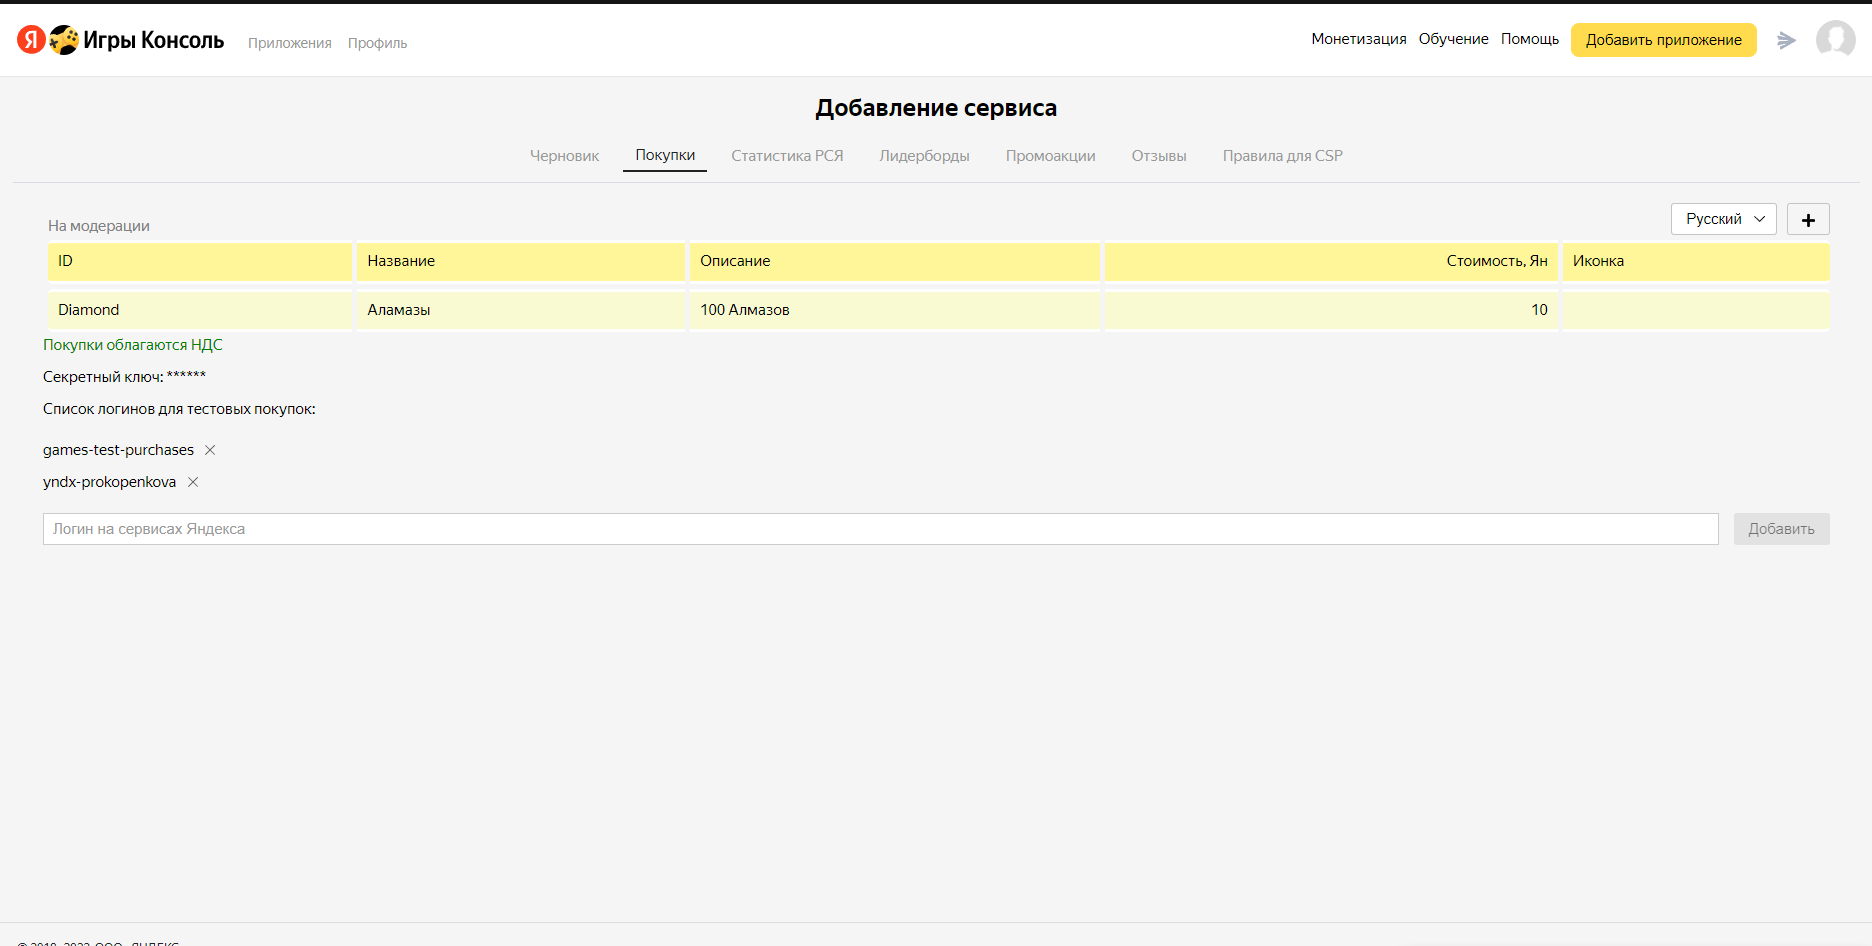 Я Игры Консоль Приложения Профиль Монетизация Обучение Помощь Добавить приложение
Добавление сервиса
Черновик Покупки Статистика РСЯ Лидерборды Промоакции Отзывы Правила для CSP
На модерации Русский +
ID Название Описание Стоимость, Ян Иконка
Diamond Аламазы 100 Алмазов 10
Покупки облагаются НДС
Секретный ключ: ******
Список логинов для тестовых покупок:
games-test-purchases
yndx-prokopenkova
Логин на сервисах Яндекса Добавить